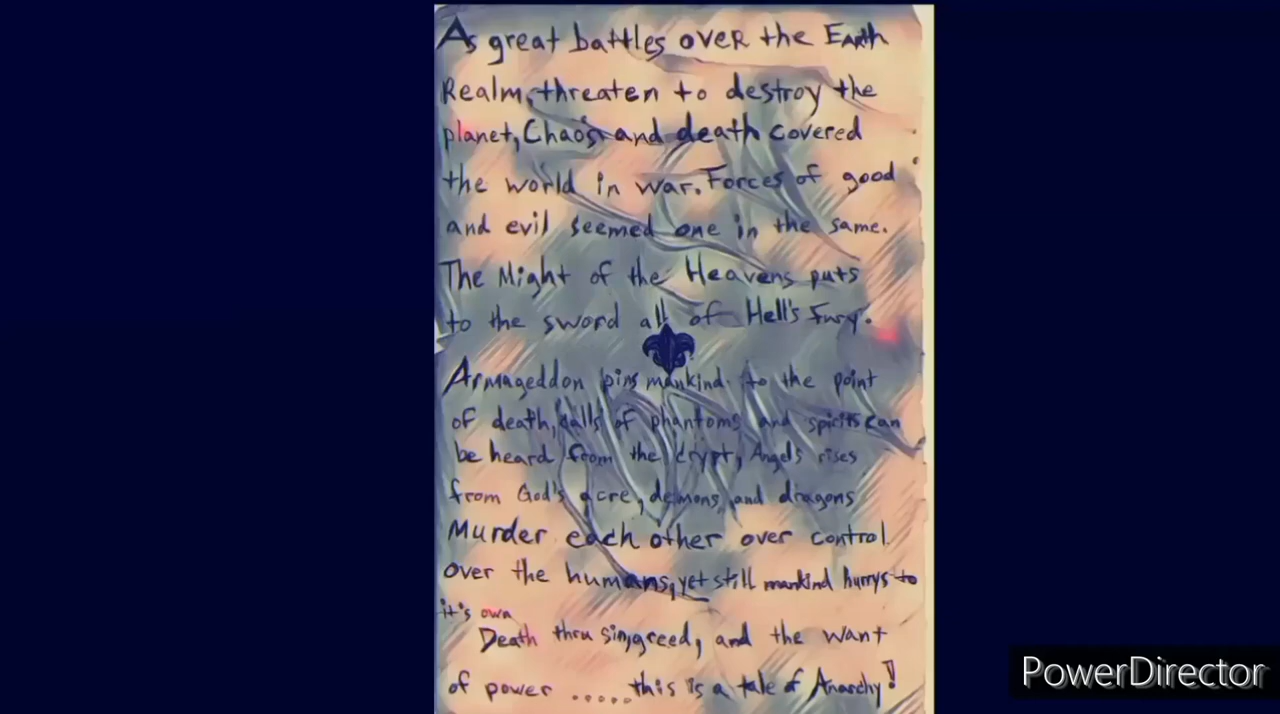 As great battles over the Earth
Realm, threaten to destroy the
planet, Chaos and death covered
the world in war. Forces of good
and evil seemed one in the same.
The Might of the Heavens puts
to the sword all of Hell's Fury.
Armageddon pins mankind to the point
of death, calls of phantoms and spirits can
be heard from the crypt, Angels rises
from God's acre, demons, and dragons
Murder each other over control
over the humans, yet still mankind hurrys to
it's own
Death thru sin, greed, and the want
of power ..... this is a tale of Anarchy!
PowerDirector